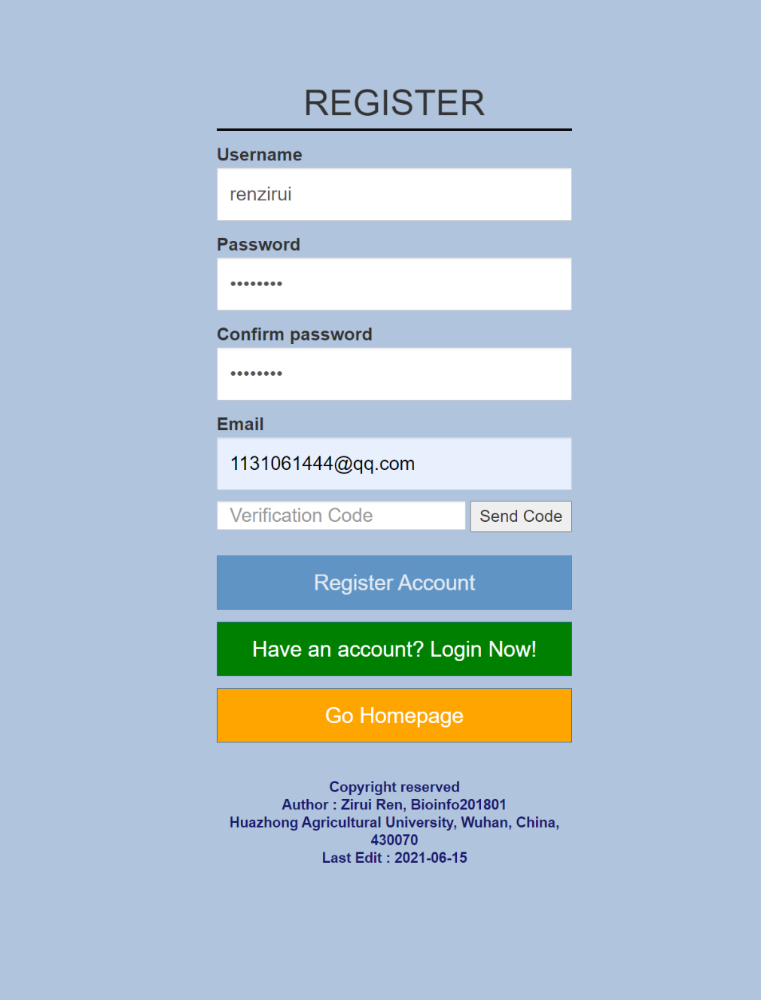 REGISTER
Username
renzirui
Password
••••••••
Confirm password
••••••••
Email
1131061444@qq.com
Verification Code Send Code
Register Account
Have an account? Login Now!
Go Homepage
Copyright reserved
Author : Zirui Ren, Bioinfo201801
Huazhong Agricultural University, Wuhan, China,
430070
Last Edit : 2021-06-15